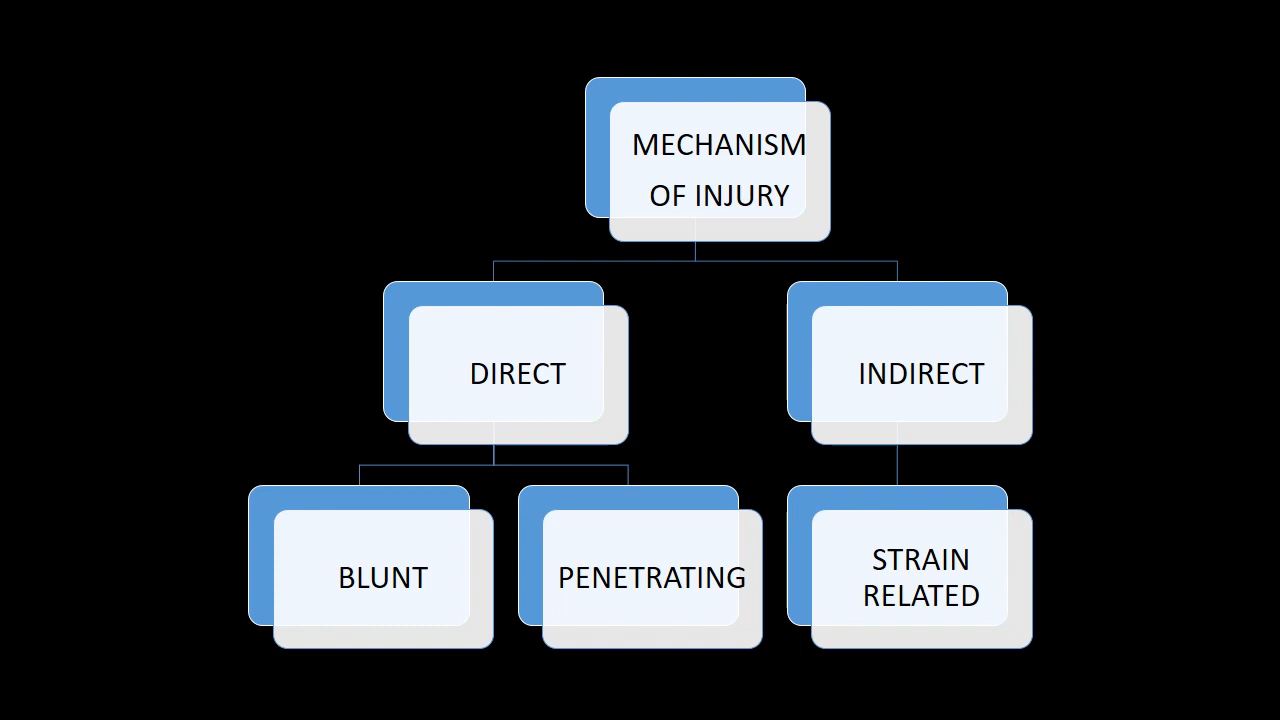 MECHANISM
OF INJURY
DIRECT
INDIRECT
BLUNT
PENETRATING
STRAIN
RELATED